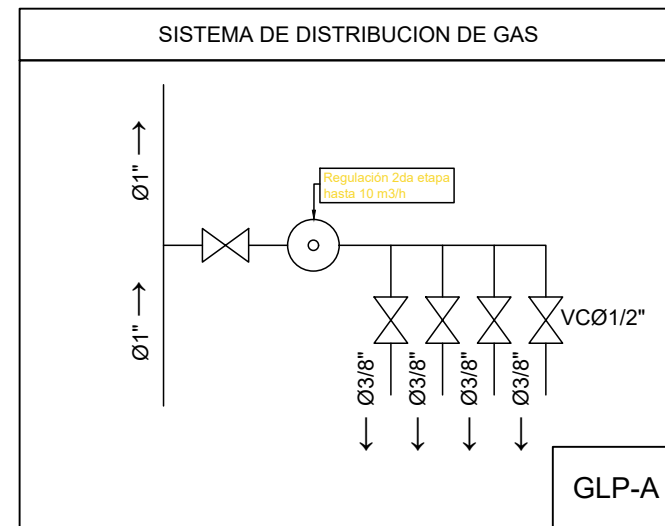 SISTEMA DE DISTRIBUCION DE GAS
Ø1"
Regulación 2da etapa
hasta 10 m3/h
Ø1"
VCØ1/2"
Ø3/8"
Ø3/8"
Ø3/8"
Ø3/8"
GLP-A